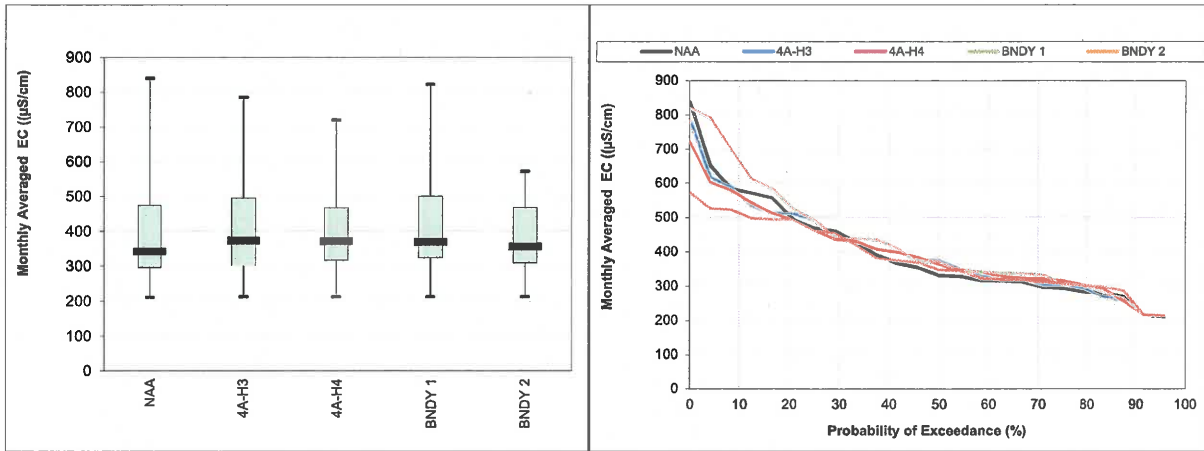 Monthly Averaged EC ((µS/cm)
900
800
700
600
500
400
300
200
100
0
NAA
4A-H3
4A-H4
BNDY 1
BNDY 2
NAA 4A-H3 4A-H4 BNDY 1 BNDY 2
Monthly Averaged EC ((µS/cm)
900
800
700
600
500
400
300
200
100
0
0 10 20 30 40 50 60 70 80 90 100
Probability of Exceedance (%)